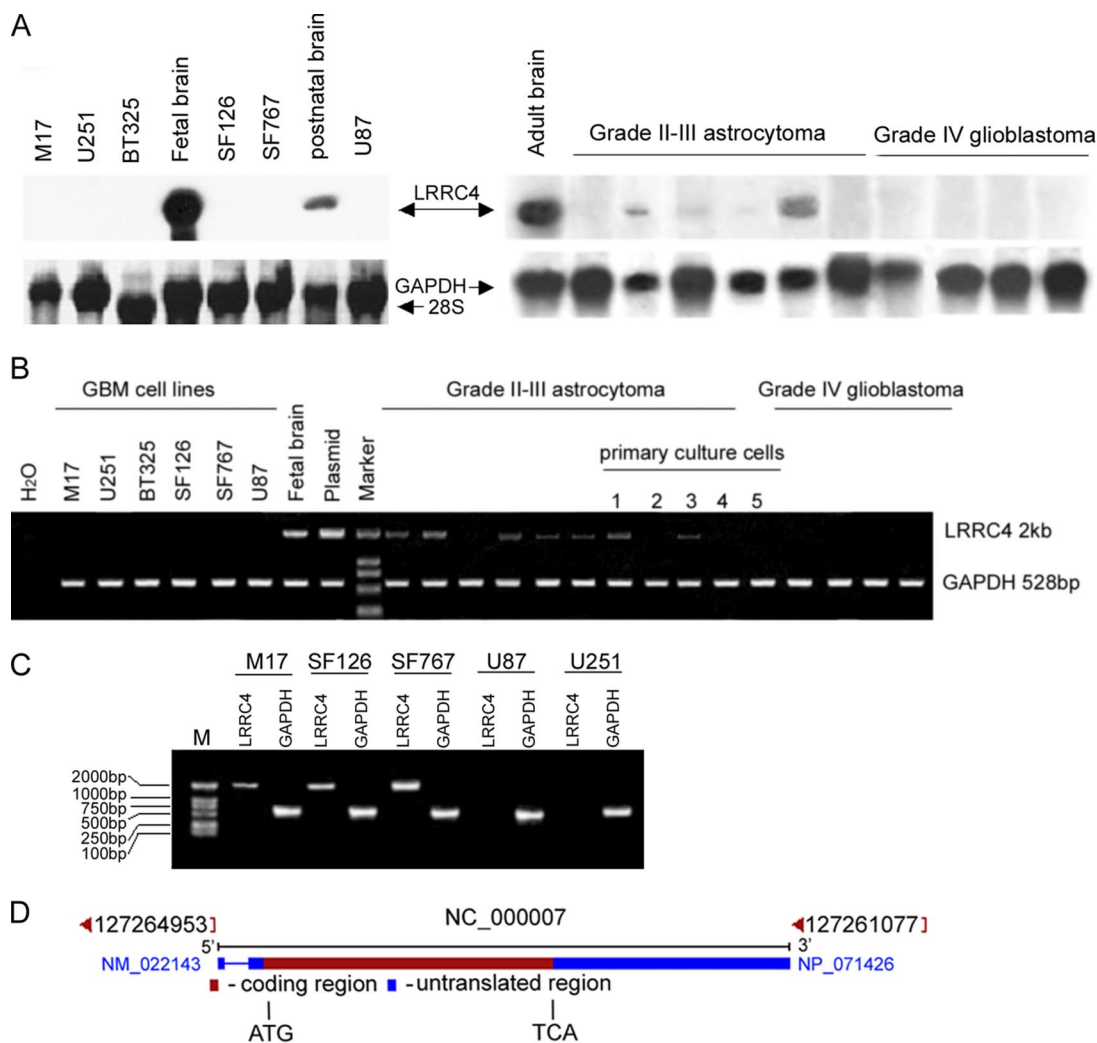 A
M17
U251
BT325
Fetal brain
SF126
SF767
postnatal brain
U87
Adult brain
Grade II-III astrocytoma
Grade IV glioblastoma
LRRC4
GAPDH
28S
B
GBM cell lines
Grade II-III astrocytoma
Grade IV glioblastoma
primary culture cells
H2O
M17
U251
BT325
SF126
SF767
U87
Fetal brain
Plasmid
Marker
1 2 3 4 5
LRRC4 2kb
GAPDH 528bp
C
M17 SF126 SF767 U87 U251
M
LRRC4
GAPDH
LRRC4
GAPDH
LRRC4
GAPDH
LRRC4
GAPDH
LRRC4
GAPDH
2000bp
1000bp
750bp
500bp
250bp
100bp
D
127264953] NC_000007 127261077]
5' 3'
NM_022143 NP_071426
-coding region -untranslated region
ATG TCA